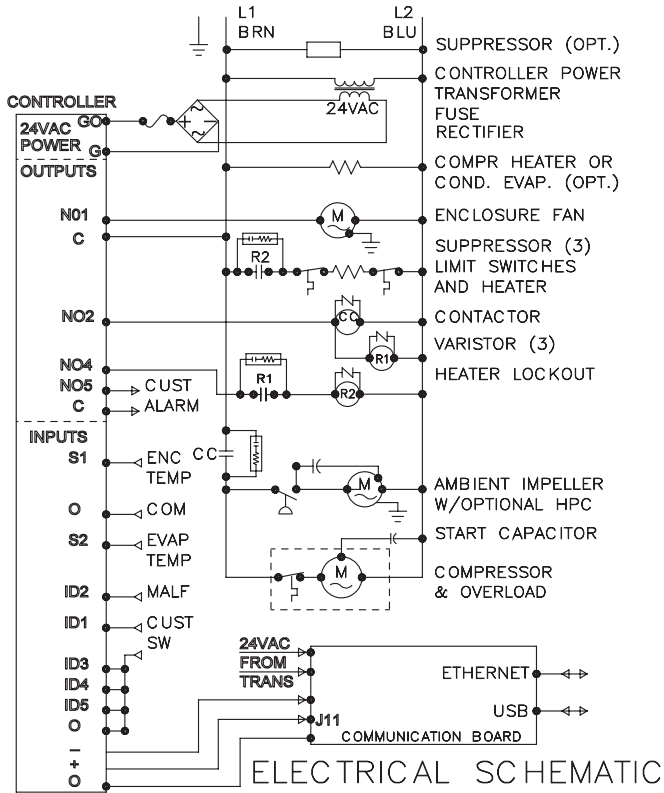 L1
BRN
L2
BLU
SUPPRESSOR (OPT.)
CONTROLLER POWER
TRANSFORMER
FUSE
RECTIFIER
24VAC
CONTROLLER
24VAC
POWER
GO
G
+
~
~
-
COMPR HEATER OR
COND. EVAP. (OPT.)
OUTPUTS
N01
C
M
ENCLOSURE FAN
R2
SUPPRESSOR (3)
LIMIT SWITCHES
AND HEATER
NO2
CC
CONTACTOR
R1
VARISTOR (3)
NO4
R1
R2
HEATER LOCKOUT
NO5
C
CUST
ALARM
INPUTS
S1
ENC
TEMP
CC
M
AMBIENT IMPELLER
W/OPTIONAL HPC
O
COM
START CAPACITOR
S2
EVAP
TEMP
M
COMPRESSOR
& OVERLOAD
ID2
MALF
ID1
CUST
SW
ID3
ID4
ID5
O
-
+
O
24VAC
FROM
TRANS
J11
ETHERNET
USB
COMMUNICATION BOARD
ELECTRICAL SCHEMATIC